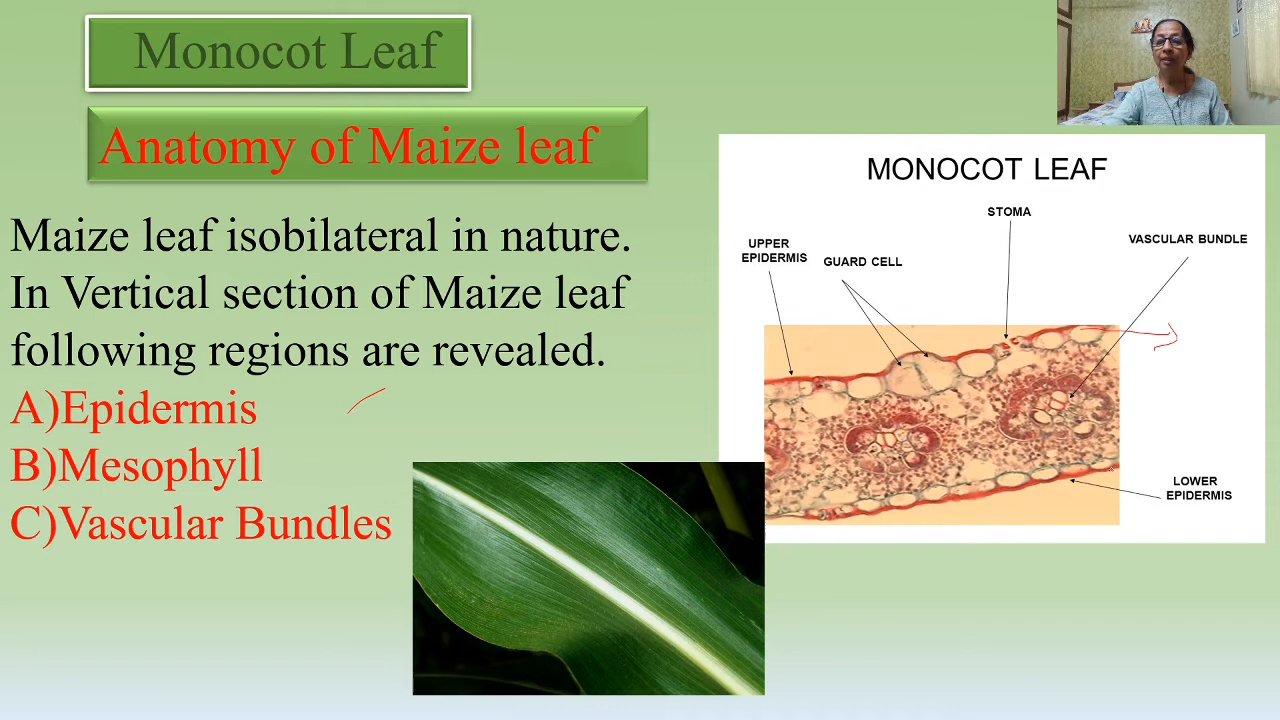 Monocot Leaf
Anatomy of Maize leaf
Maize leaf isobilateral in nature.
In Vertical section of Maize leaf
following regions are revealed.
A)Epidermis
B)Mesophyll
C)Vascular Bundles
MONOCOT LEAF
STOMA
UPPER
EPIDERMIS
GUARD CELL
VASCULAR BUNDLE
LOWER
EPIDERMIS